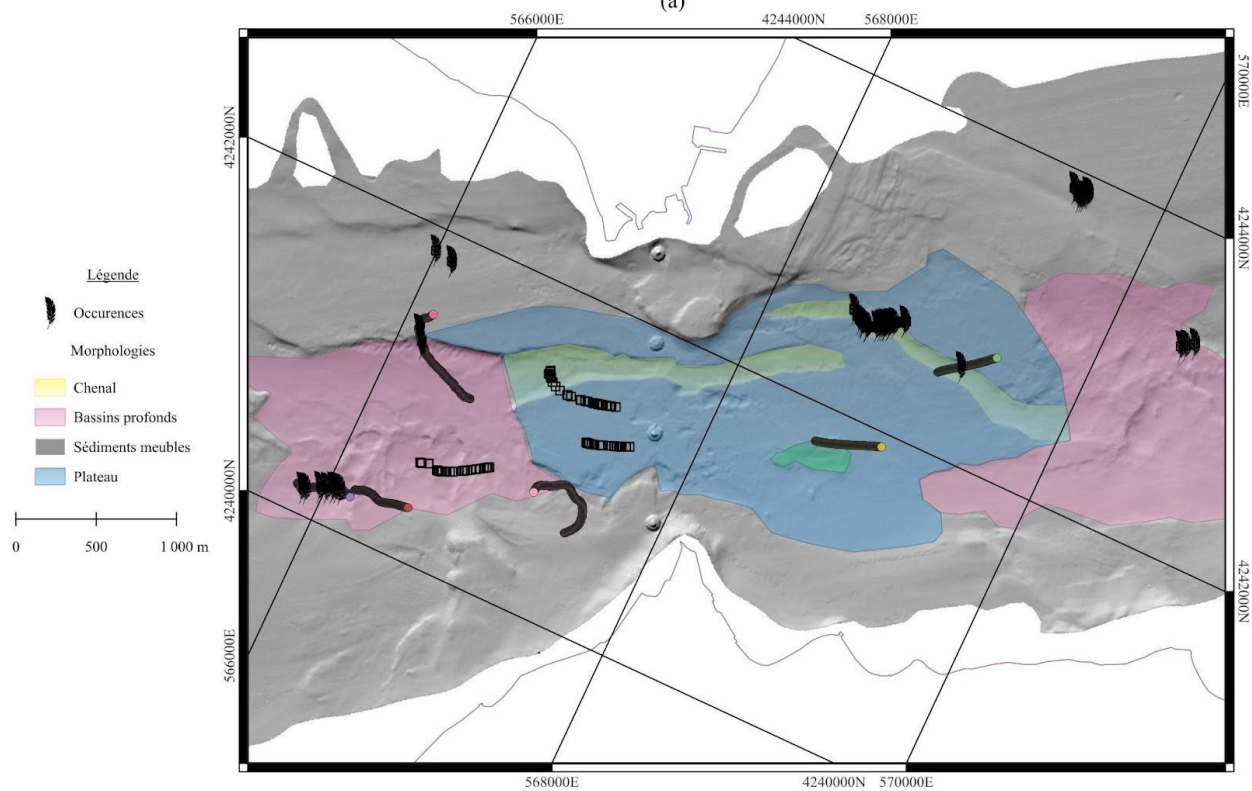 (a)
566000E
4244000N
568000E
570000E
4242000N
4244000N
Légende
Occurences
Morphologies
Chenal
Bassins profonds
Sédiments meubles
Plateau
0
500
1 000 m
4240000N
566000E
4242000N
568000E
4240000N
570000E